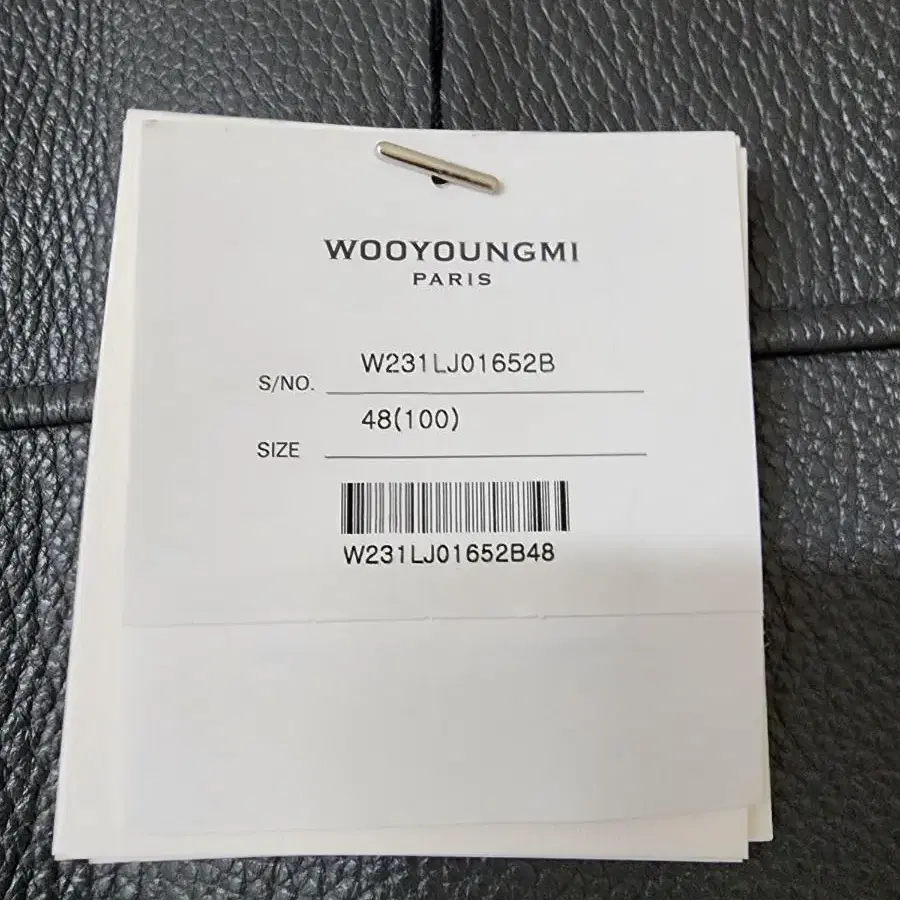 WOOYOUNGMI
PARIS
S/NO. W231LJ01652B
SIZE 48(100)
W231LJ01652B48